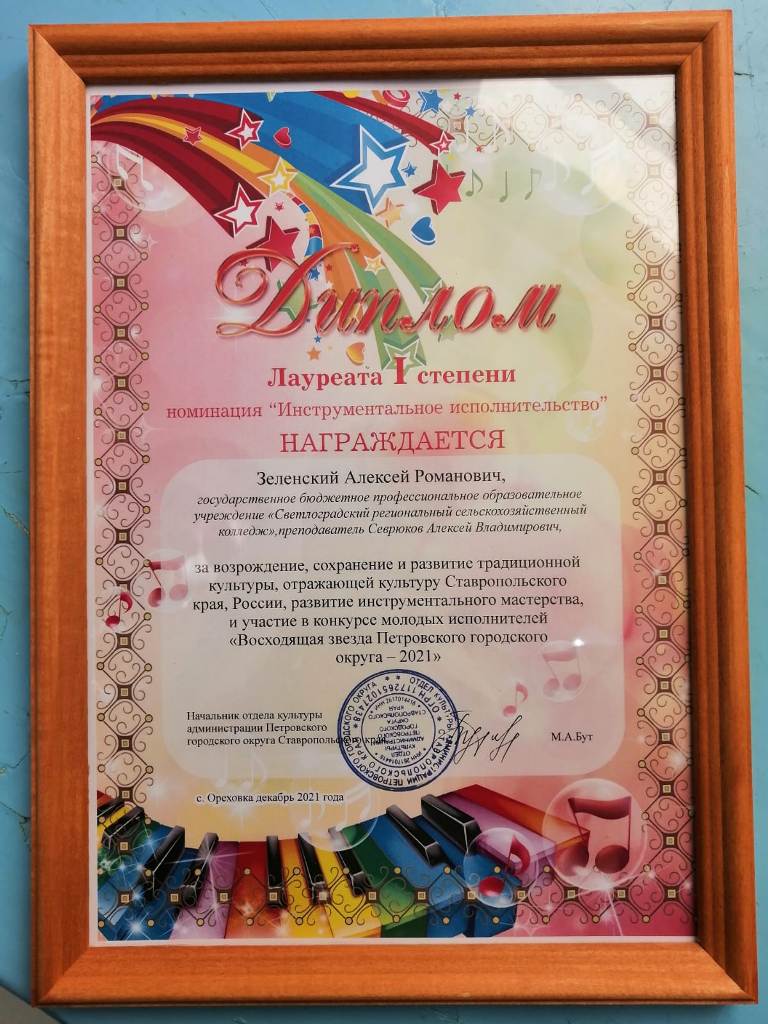 Диплом
Лауреата I степени
номинация “Инструментальное исполнительство”
НАГРАЖДАЕТСЯ
Зеленский Алексей Романович,
государственное бюджетное профессиональное образовательное
учреждение «Светлоградский региональный сельскохозяйственный
колледж»,преподаватель Севрюков Алексей Владимирович,
за возрождение, сохранение и развитие традиционной
культуры, отражающей культуру Ставропольского
края, России, развитие инструментального мастерства,
и участие в конкурсе молодых исполнителей
«Восходящая звезда Петровского городского
округа – 2021»
Начальник отдела культуры
администрации Петровского
городского округа Ставропольского края
М.А.Бут
с. Ореховка декабрь 2021 года